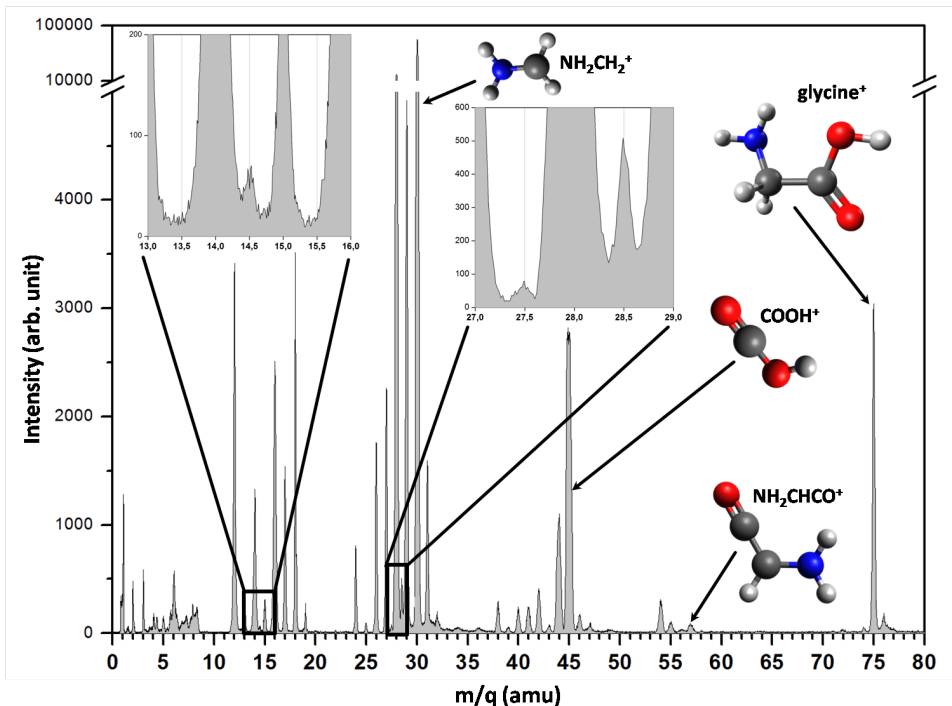 100000
10000
4000
3000
2000
1000
0
Intensity (arb. unit)
200
100
0
13,0 13,5 14,0 14,5 15,0 15,5 16,0
NH₂CH₂⁺
600
500
400
300
200
100
0
27,0 27,5 28,0 28,5 29,0
glycine⁺
COOH⁺
NH₂CHCO⁺
0 5 10 15 20 25 30 35 40 45 50 55 60 65 70 75 80
m/q (amu)